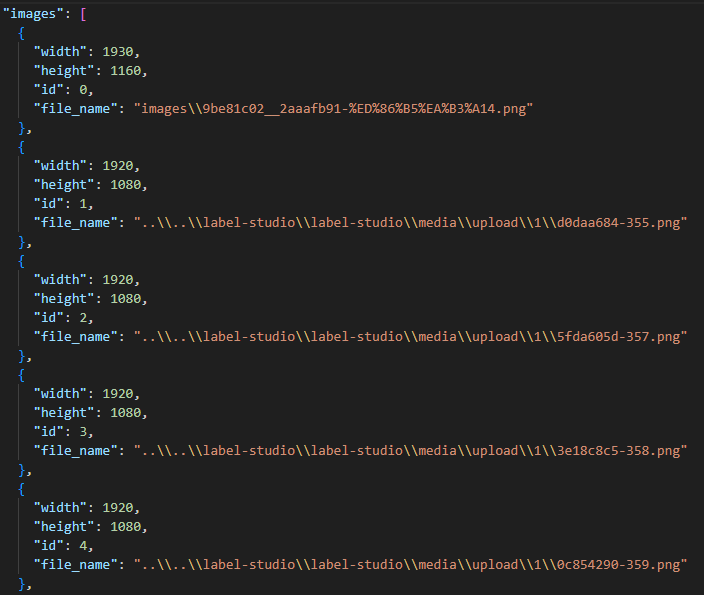 "images": [
{
"width": 1930,
"height": 1160,
"id": 0,
"file_name": "images\\9be81c02__2aaafb91-%ED%86%B5%EA%B3%A14.png"
},
{
"width": 1920,
"height": 1080,
"id": 1,
"file_name": "..\\..\\label-studio\\label-studio\\media\\upload\\1\\d0daa684-355.png"
},
{
"width": 1920,
"height": 1080,
"id": 2,
"file_name": "..\\..\\label-studio\\label-studio\\media\\upload\\1\\5fda605d-357.png"
},
{
"width": 1920,
"height": 1080,
"id": 3,
"file_name": "..\\..\\label-studio\\label-studio\\media\\upload\\1\\3e18c8c5-358.png"
},
{
"width": 1920,
"height": 1080,
"id": 4,
"file_name": "..\\..\\label-studio\\label-studio\\media\\upload\\1\\0c854290-359.png"
},